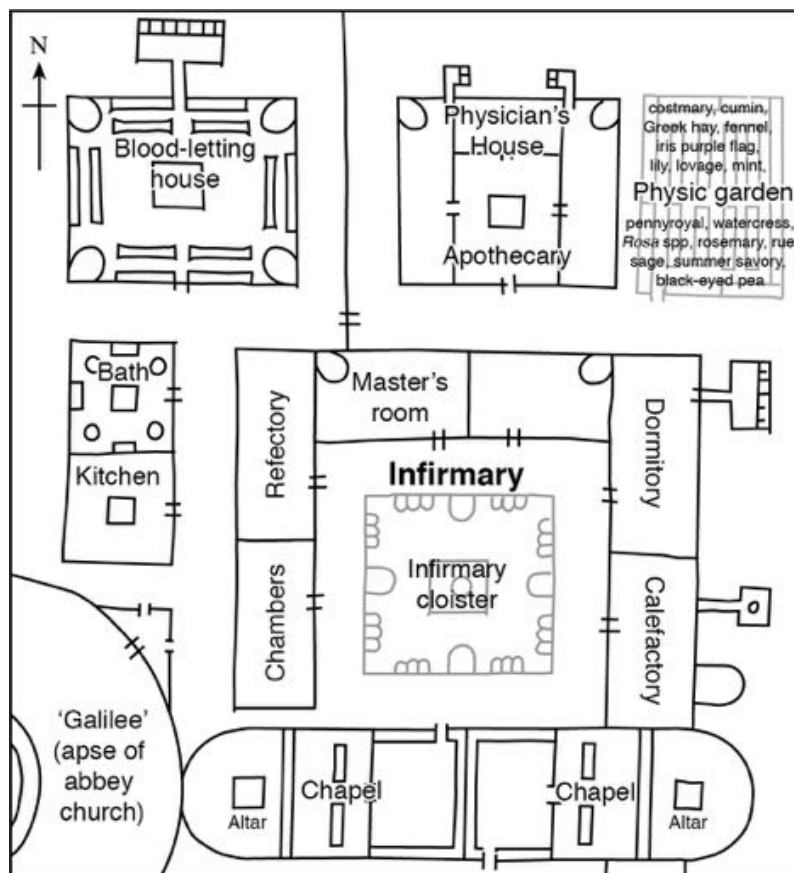 N
Blood-letting
house
Physician's
House
Apothecary
costmary, cumin,
Greek hay, fennel,
iris purple flag,
lily, lovage, mint,
Physic garden
pennyroyal, watercress,
Rosa spp, rosemary, rue
sage, summer savory,
black-eyed pea
Bath
Kitchen
Refectory
Chambers
Master's
room
Infirmary
Infirmary
cloister
Dormitory
Calefactory
'Galilee'
(apse of
abbey
church)
Altar
Chapel
Chapel
Altar